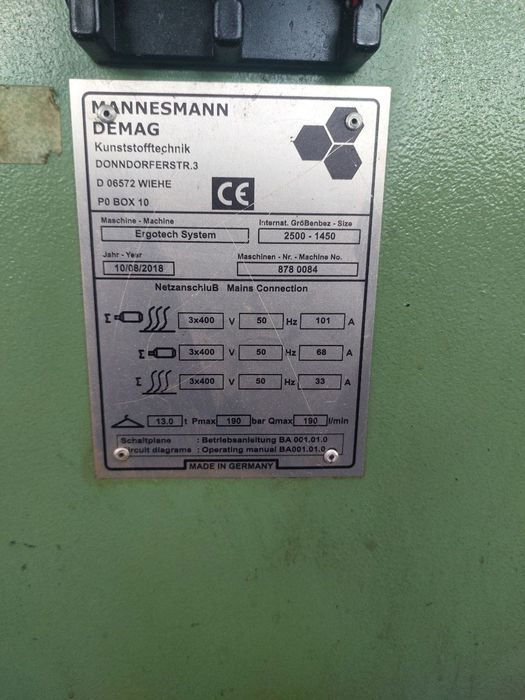 MANNESMANN
DEMAG
Kunststofftechnik
DONNDORFERSTR.3
D 06572 WIEHE
P0 BOX 10
CE
Maschine - Machine
Internat. GrößBenbez - Size
Ergotech System
2500 - 1450
Jahr - Year
Maschinen - Nr. - Machine No.
10/08/2018
878 0084
NetzanschluB Mains Connection
Σ 3x400 V 50 Hz 101 A
Σ 3x400 V 50 Hz 68 A
Σ 3x400 V 50 Hz 33 A
13.0 t Pmax 190 bar Qmax 190 l/min
Schaltplane : Betriebsanleitung BA 001.01.0
Circuit diagrams : Operating manual BA001.01.0
MADE IN GERMANY